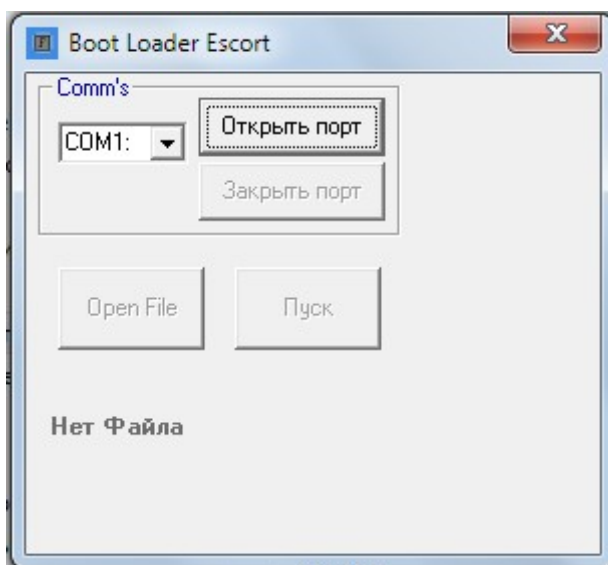 Boot Loader Escort
Comm's
COM1:
Открыть порт
Закрыть порт
Open File
Пуск
Нет Файла